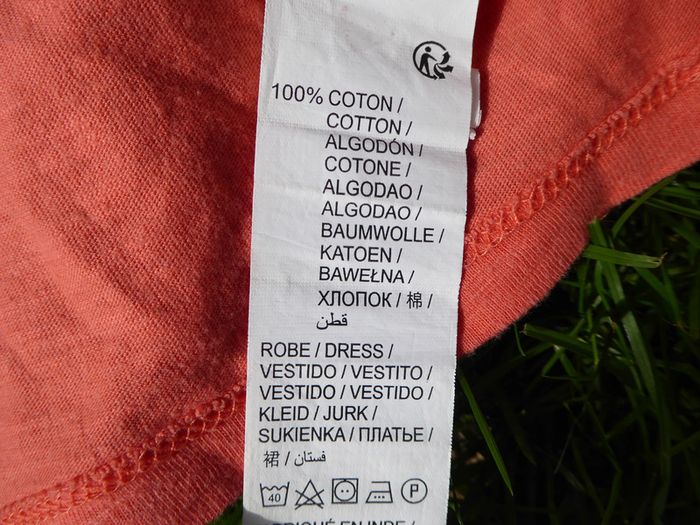 100% COTON /
COTTON /
ALGODÓN /
COTONE /
ALGODAO /
ALGODAO /
BAUMWOLLE /
KATOEN /
BAWEŁNA /
ХЛОПОК / 棉 /
قطن
ROBE / DRESS /
VESTIDO / VESTITO /
VESTIDO / VESTIDO /
KLEID / JURK /
SUKIENKA / ПЛАТЬЕ /
裙 / فستان /
40 P